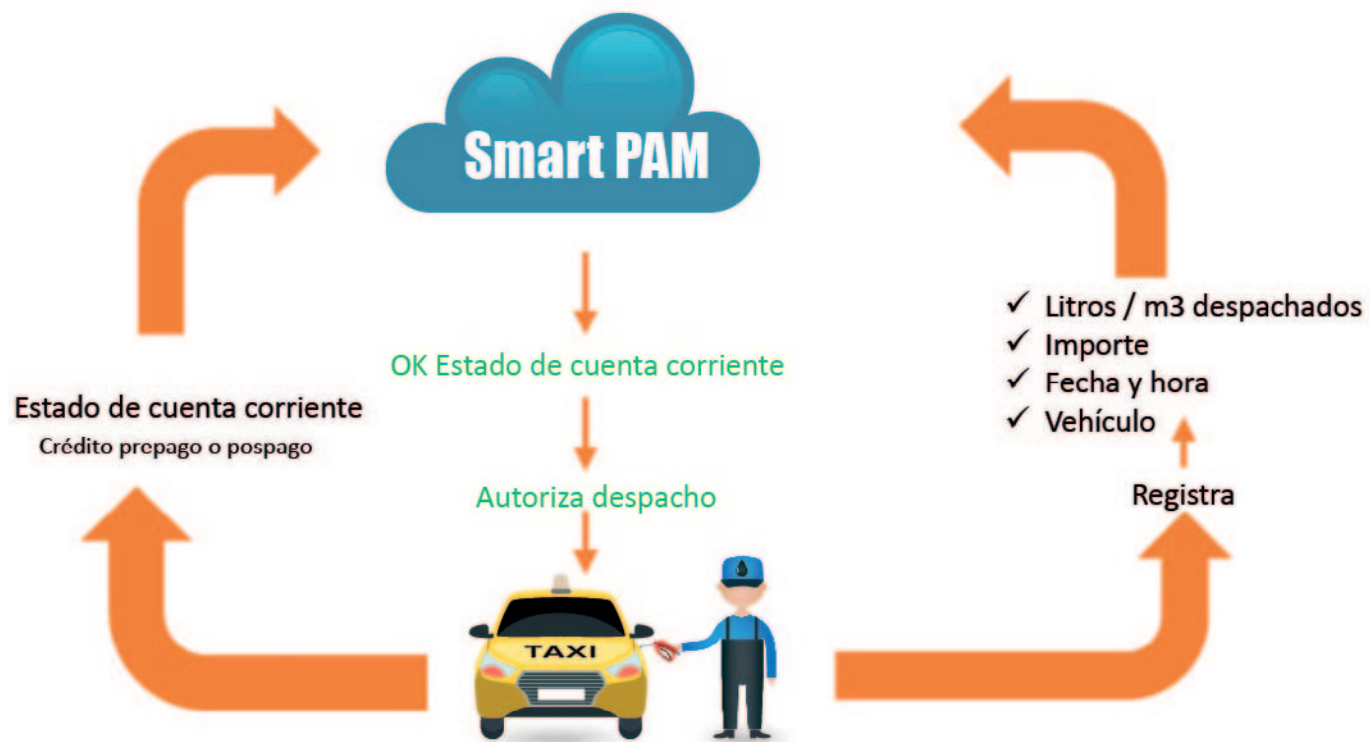 Smart PAM
OK Estado de cuenta corriente
Autoriza despacho
TAXI
Estado de cuenta corriente
Crédito prepago o pospago
✓ Litros / m3 despachados
✓ Importe
✓ Fecha y hora
✓ Vehículo
Registra